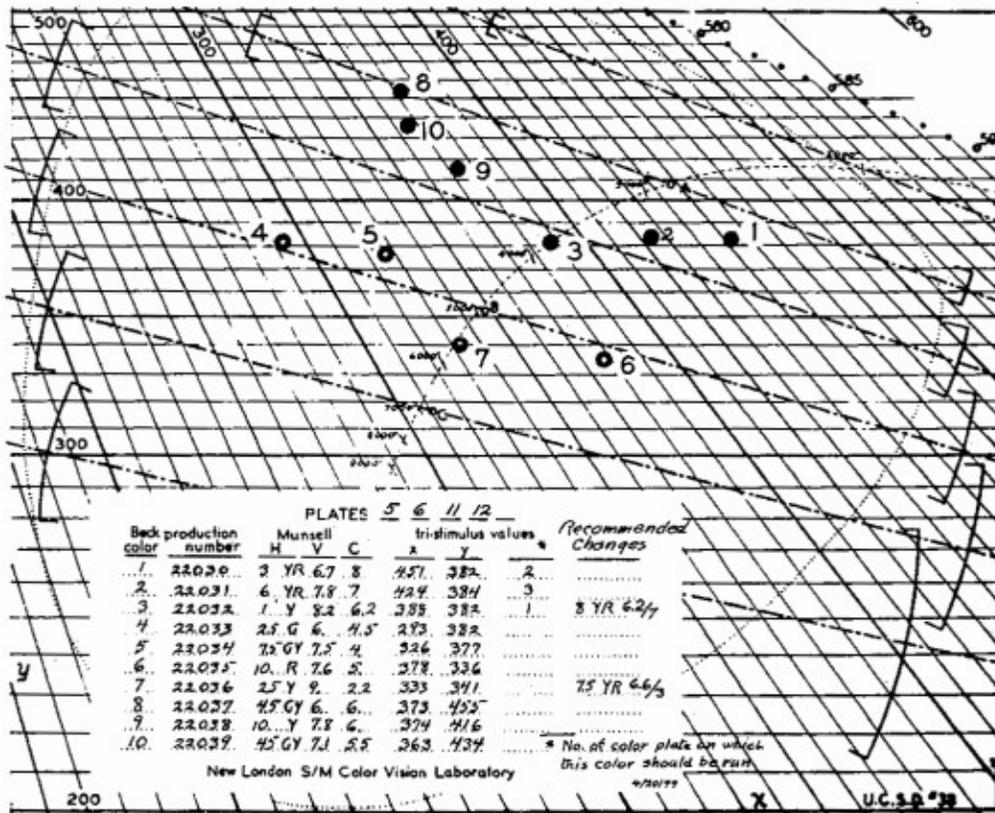 500
300
400
560
600
585
8
10
9
400
4
5
3
2
1
7
6
300
PLATES 5 6 11 12
Beck production Munsell tri-stimulus values * Recommended
color number H V C x y Changes
1 22030 3 YR 6.7 8 451 382 2
2 22031 6 YR 7.8 7 424 384 3
3 22032 1 Y 8.2 6.2 388 382 1 8 YR 6.2/7
4 22033 2.5 G 6. 4.5 293 382
5 22034 7.5 GY 7.5 4 326 377
6 22035 10. R 7.6 5. 378 336
7 22036 2.5 Y 9. 2.2 333 341 7.5 YR 6.6/3
8 22037 4.5 GY 6. 6. 373 455
9 22038 10. Y 7.8 6. 374 416
10 22039 4.5 GY 7.1 5.5 363 434
* No. of color plate on which
this color should be run
New London S/M Color Vision Laboratory
y
200
x
U.C.S.D. #38